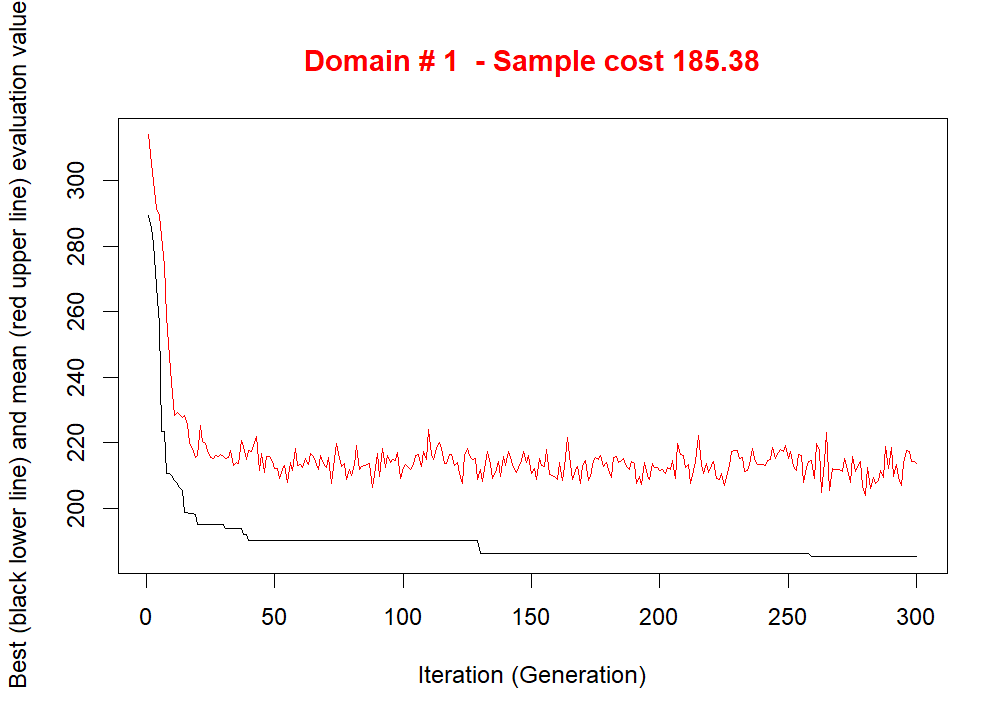 Domain # 1  - Sample cost 185.38
Best (black lower line) and mean (red upper line) evaluation value
300
280
260
240
220
200
0 50 100 150 200 250 300
Iteration (Generation)